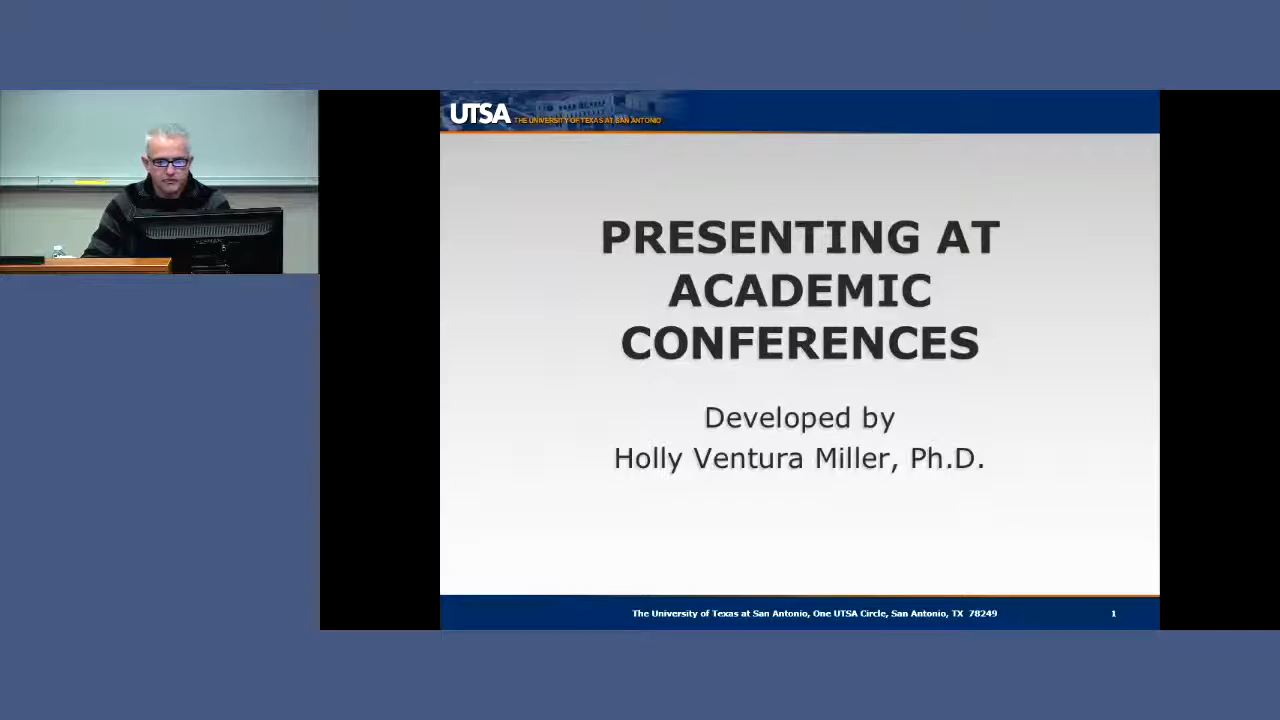 UTSA THE UNIVERSITY OF TEXAS AT SAN ANTONIO
PRESENTING AT
ACADEMIC
CONFERENCES
Developed by
Holly Ventura Miller, Ph.D.
The University of Texas at San Antonio, One UTSA Circle, San Antonio, TX 78249 1